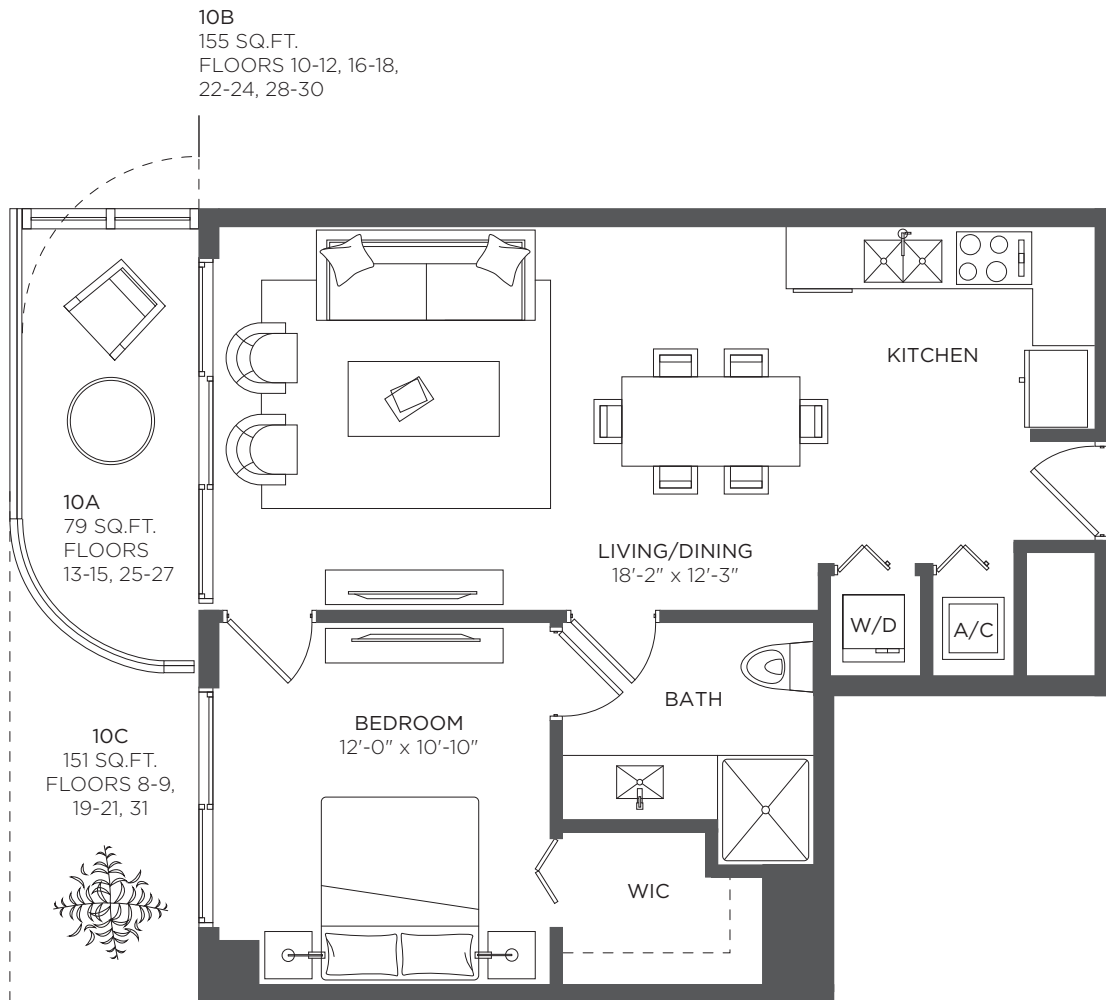 10B
155 SQ.FT.
FLOORS 10-12, 16-18,
22-24, 28-30
KITCHEN
10A
79 SQ.FT.
FLOORS
13-15, 25-27
LIVING/DINING
18'-2" x 12'-3"
W/D
A/C
BATH
BEDROOM
12'-0" x 10'-10"
10C
151 SQ.FT.
FLOORS 8-9,
19-21, 31
WIC